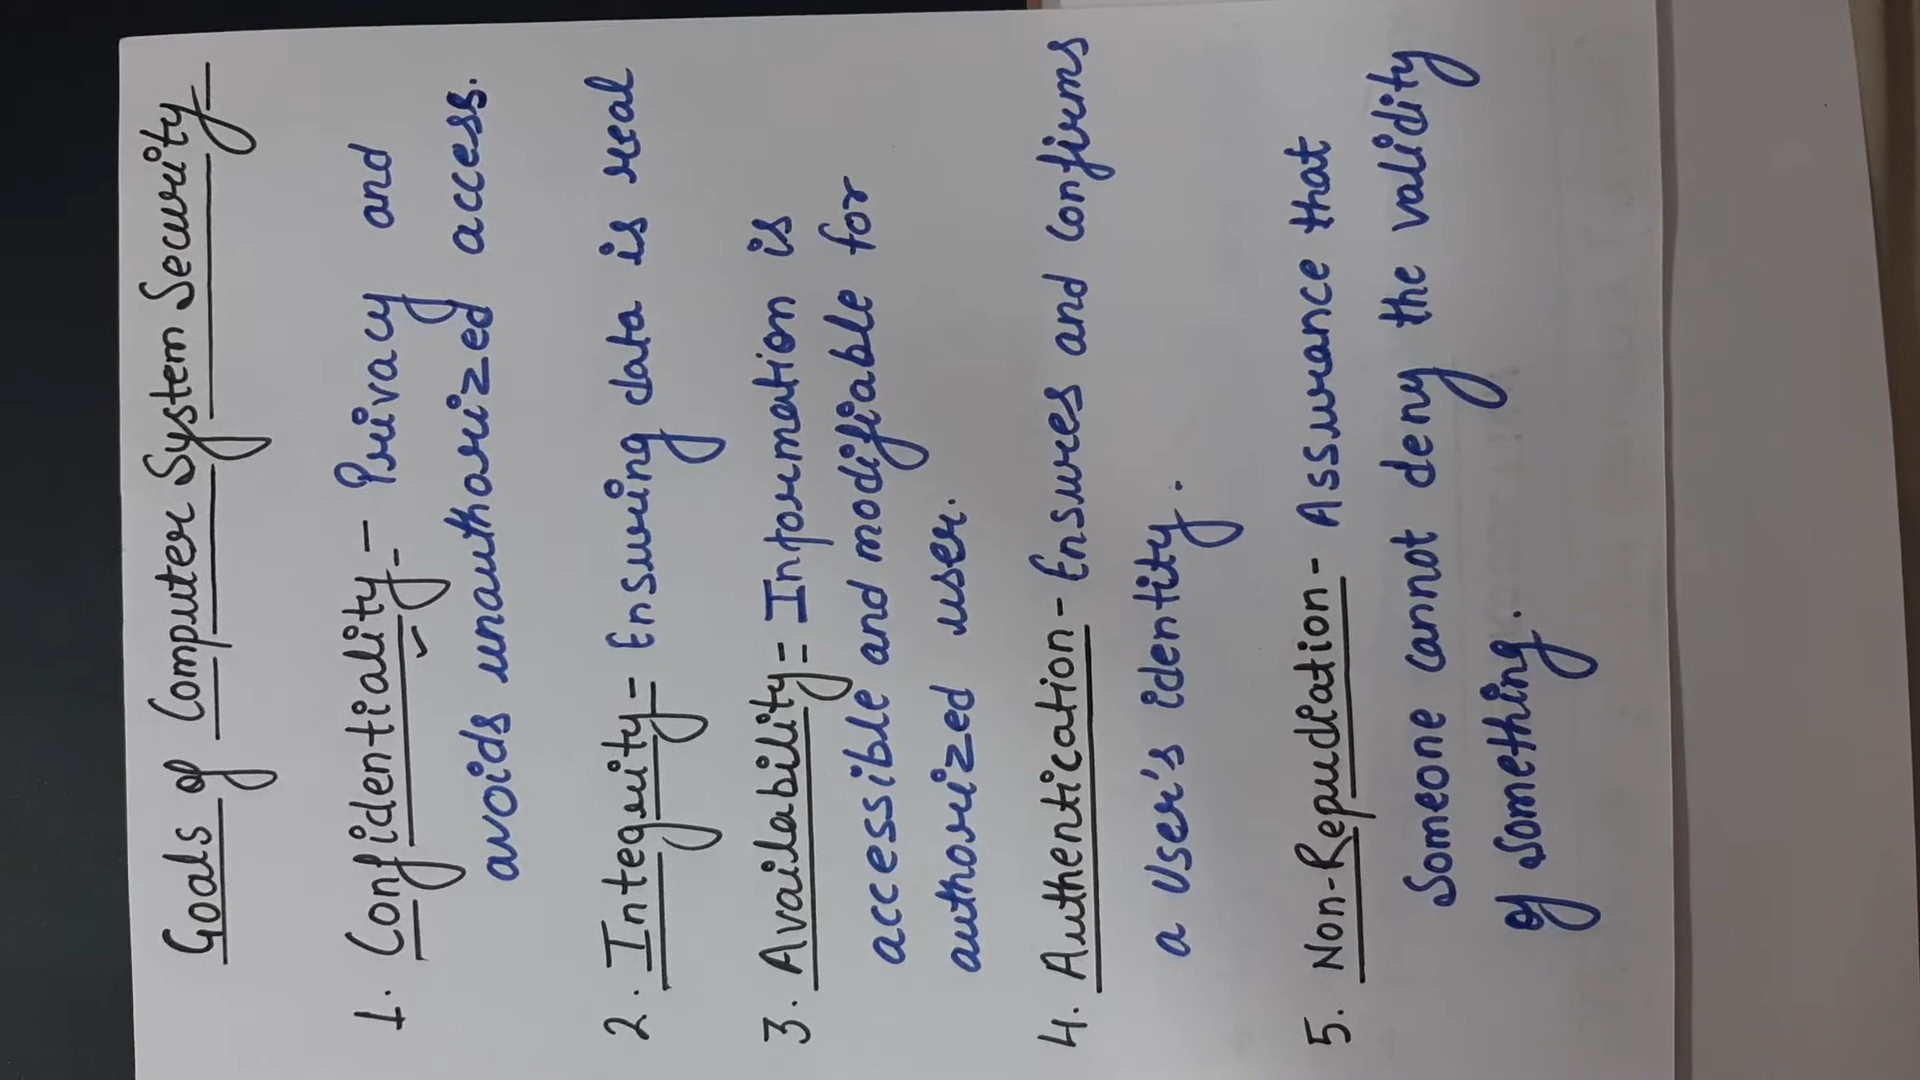 Goals of Computer System Security
1. Confidentiality - Privacy and
avoids unauthorized access.
2. Integrity = Ensuring data is real
3. Availability = Information is
accessible and modifiable for
authorized user.
4. Authentication - Ensures and confirms
a User's identity.
5. Non-Repudiation - Assurance that
Someone cannot deny the validity
of something.